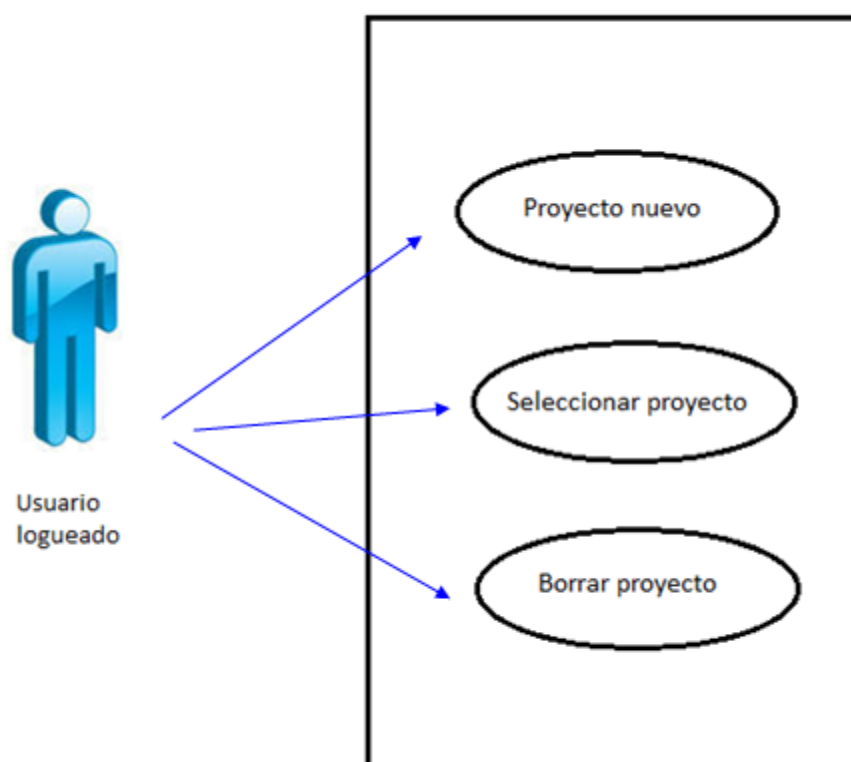 Proyecto nuevo
Seleccionar proyecto
Usuario
logueado
Borrar proyecto